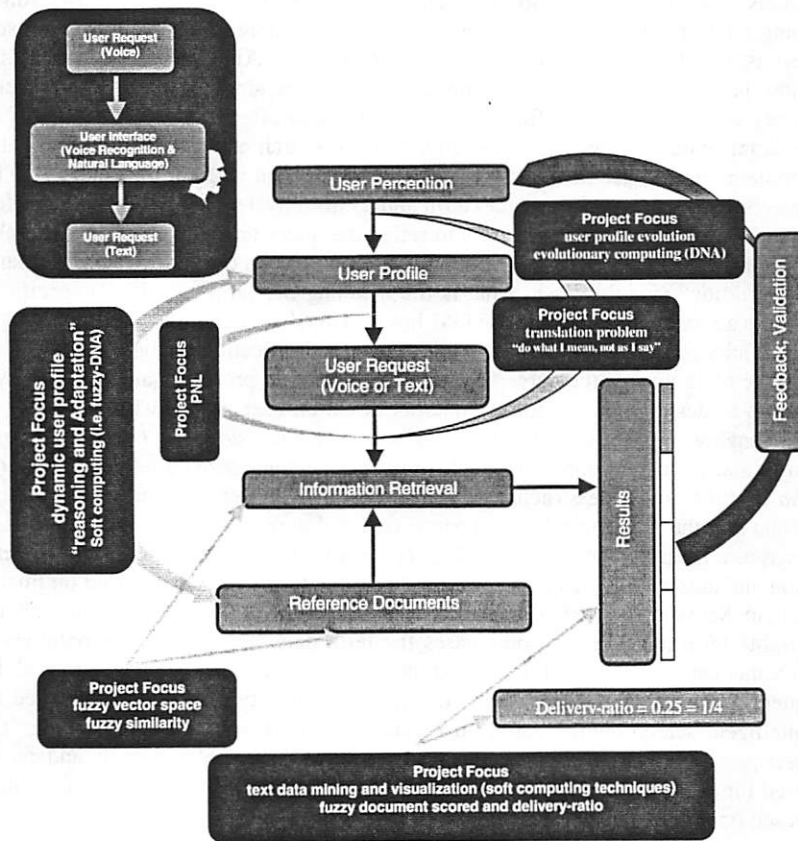 User Request
(Voice)
User Interface
(Voice Recognition &
Natural Language)
User Request
(Text)
User Perception
Project Focus
user profile evolution
evolutionary computing (DNA)
User Profile
Project Focus
translation problem
"do what I mean, not as I say"
Feedback; Validation
Project Focus
dynamic user profile
"reasoning and Adaptation"
Soft computing (i.e. fuzzy-DNA)
Project Focus
PNL
User Request
(Voice or Text)
Information Retrieval
Results
Reference Documents
Project Focus
fuzzy vector space
fuzzy similarity
Delivery-ratio = 0.25 = 1/4
Project Focus
text data mining and visualization (soft computing techniques)
fuzzy document scored and delivery-ratio